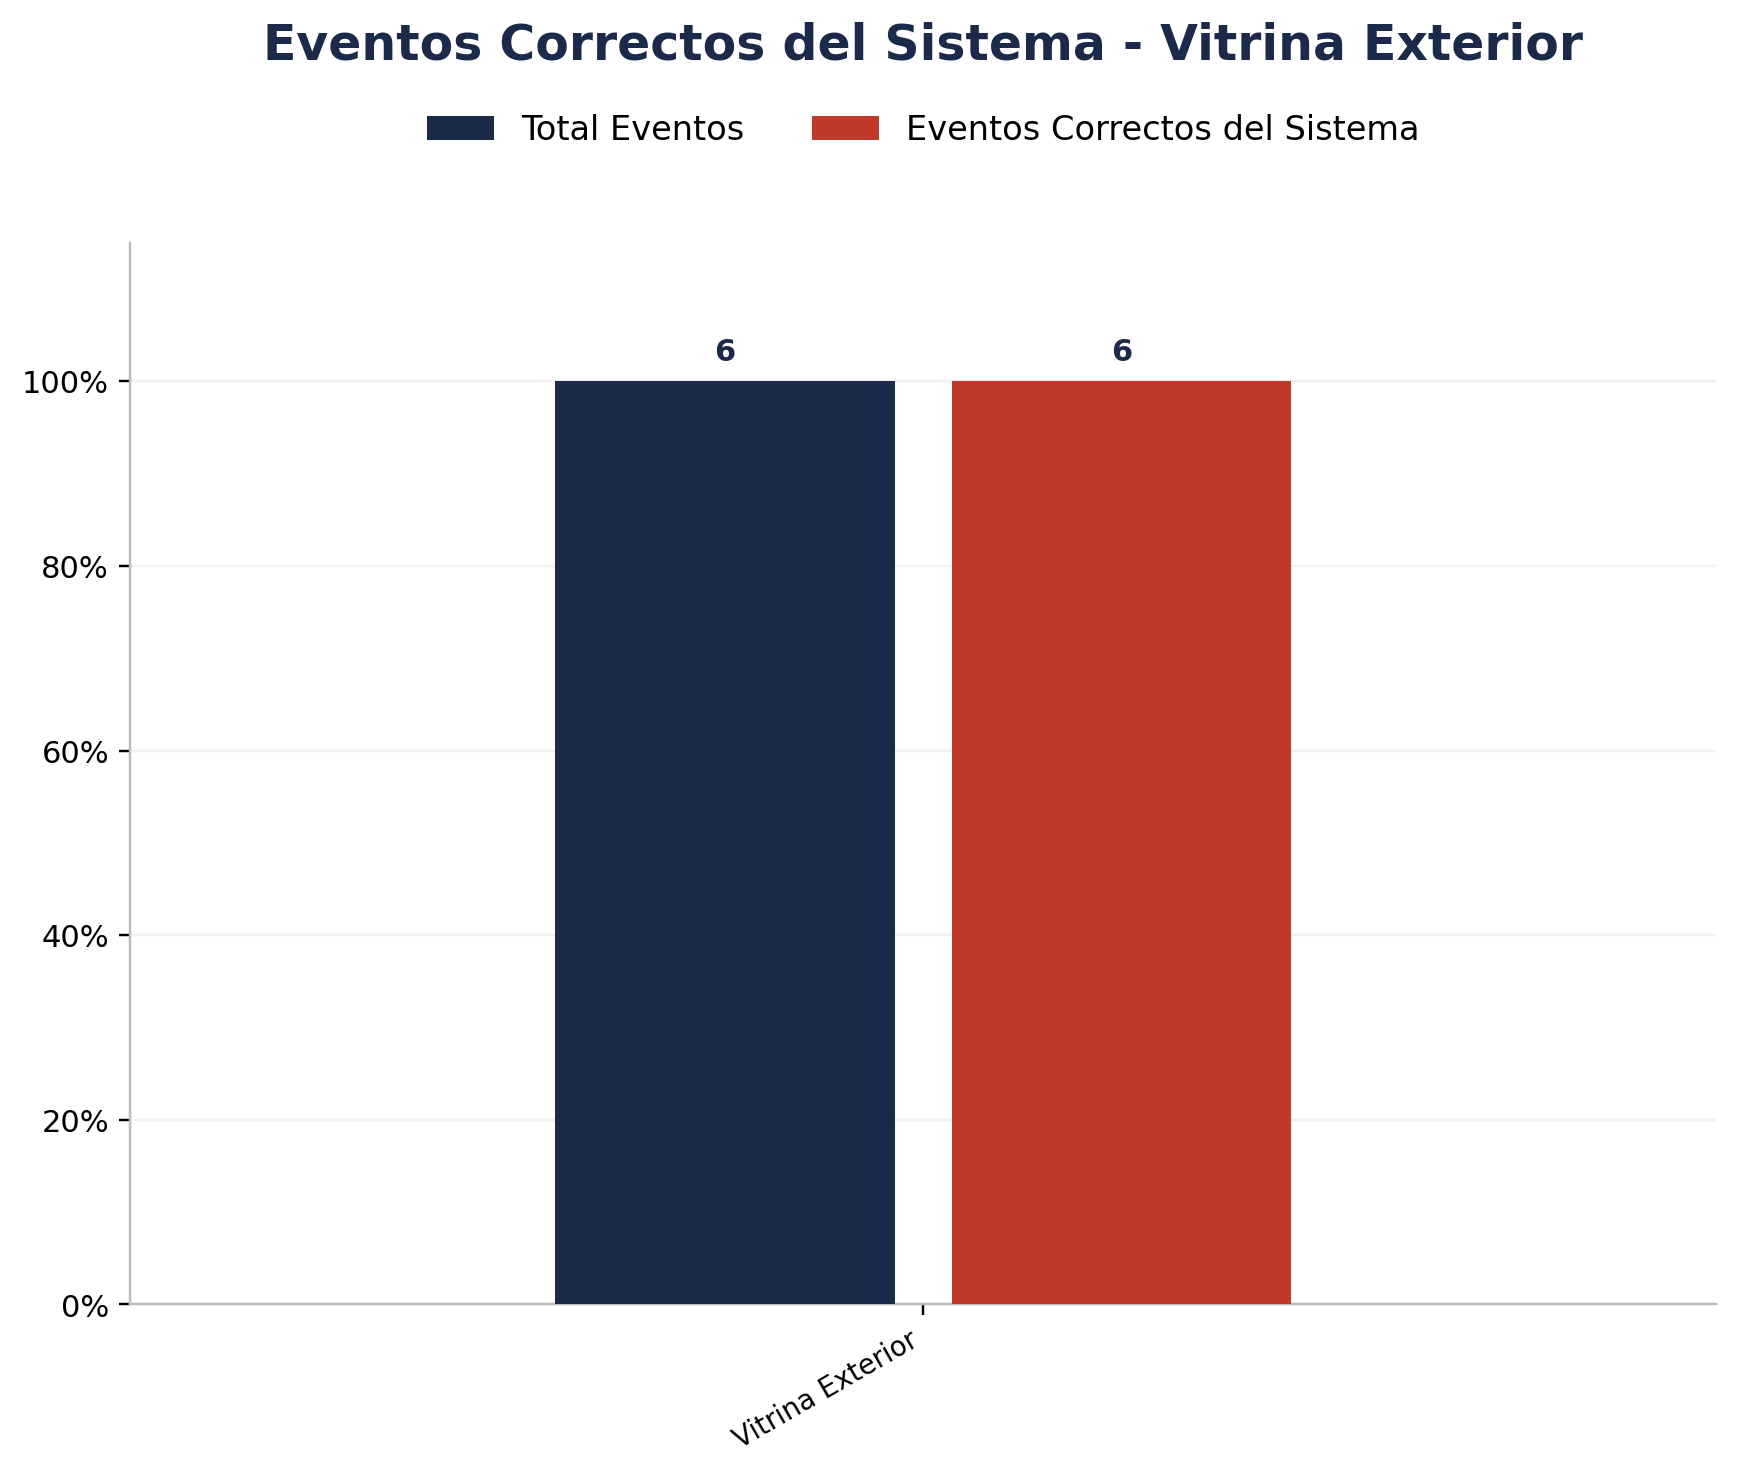 Eventos Correctos del Sistema - Vitrina Exterior
Total Eventos
Eventos Correctos del Sistema
6
6
100%
80%
60%
40%
20%
0%
Vitrina Exterior